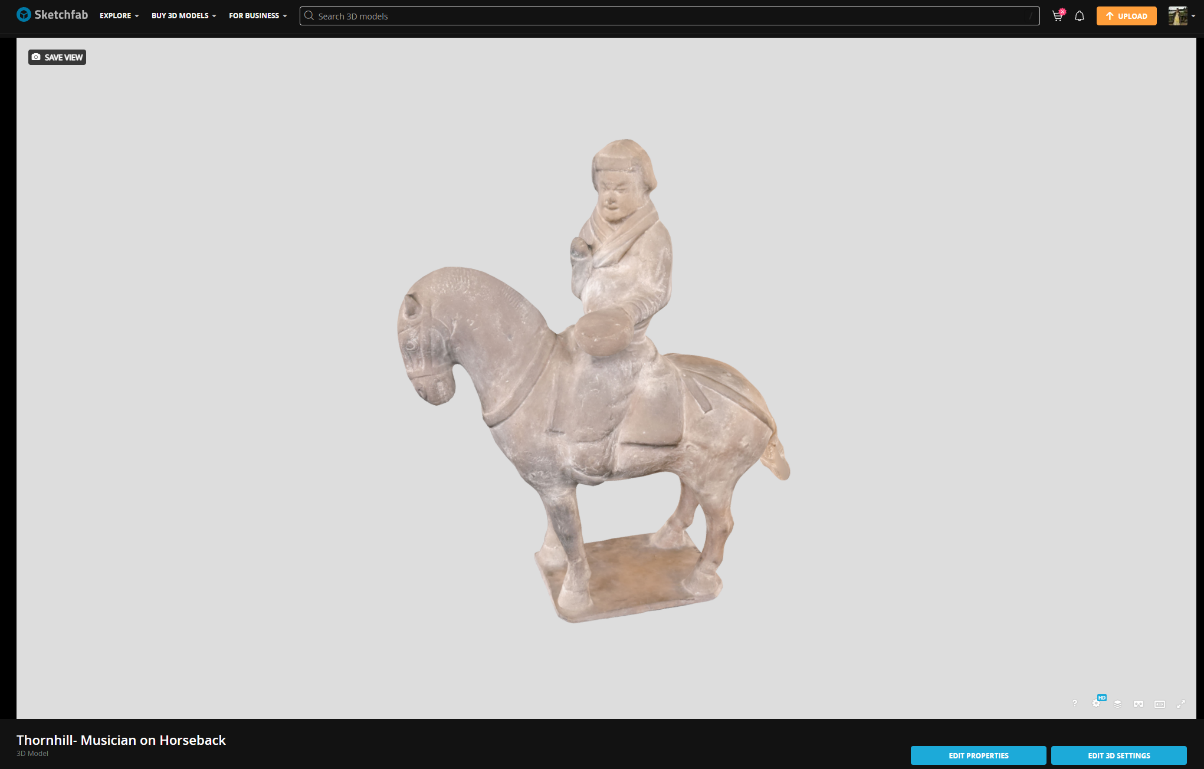 Sketchfab EXPLORE BUY 3D MODELS FOR BUSINESS Search 3D models / UPLOAD
SAVE VIEW
? HD
Thornhill- Musician on Horseback
3D Model
EDIT PROPERTIES EDIT 3D SETTINGS